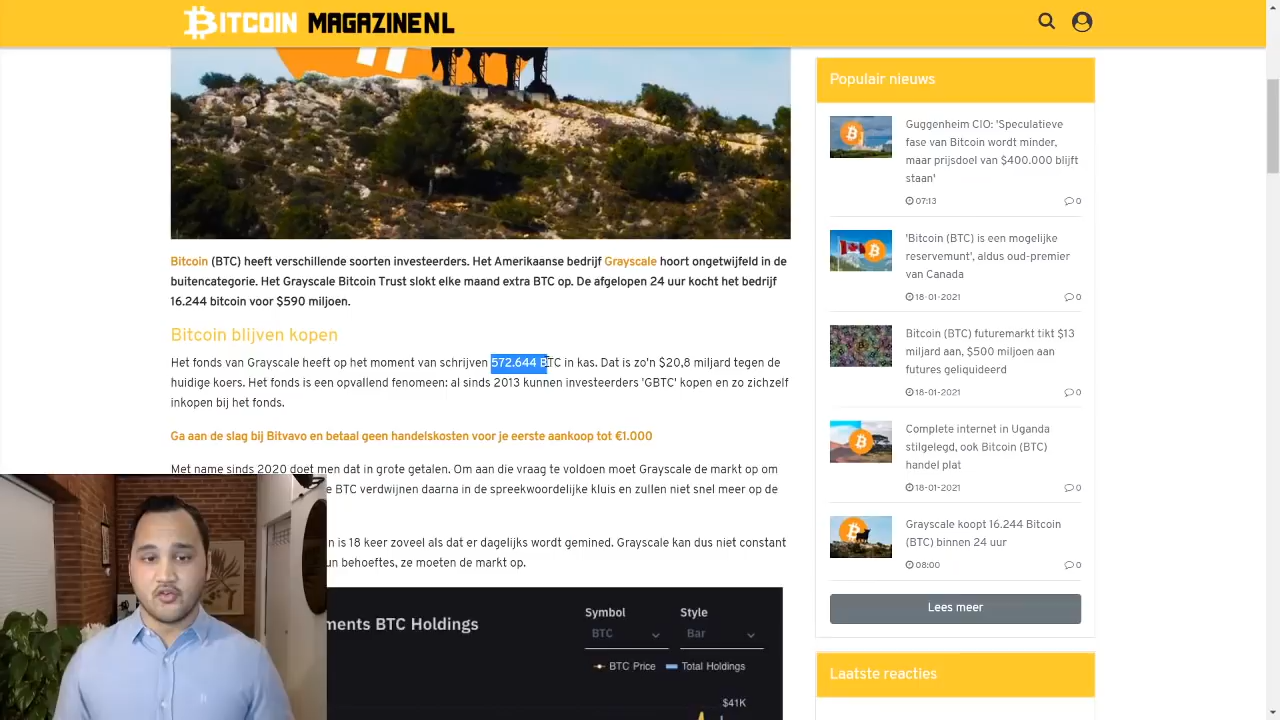 BITCOIN MAGAZINENL
Bitcoin (BTC) heeft verschillende soorten investeerders. Het Amerikaanse bedrijf Grayscale hoort ongetwijfeld in de
buitencategorie. Het Grayscale Bitcoin Trust slokt elke maand extra BTC op. De afgelopen 24 uur kocht het bedrijf
16.244 bitcoin voor $590 miljoen.
Bitcoin blijven kopen
Het fonds van Grayscale heeft op het moment van schrijven 572.644 BTC in kas. Dat is zo'n $20,8 miljard tegen de
huidige koers. Het fonds is een opvallend fenomeen: al sinds 2013 kunnen investeerders 'GBTC' kopen en zo zichzelf
inkopen bij het fonds.
Ga aan de slag bij Bitvavo en betaal geen handelskosten voor je eerste aankoop tot €1.000
Met name sinds 2020 doet men dat in grote getalen. Om aan die vraag te voldoen moet Grayscale de markt op om
BTC verdwijnen daarna in de spreekwoordelijke kluis en zullen niet snel meer op de
is 18 keer zoveel als dat er dagelijks wordt gemined. Grayscale kan dus niet constant
behoeftes, ze moeten de markt op.
BTC Holdings
Symbol
Style
BTC
Bar
BTC Price
Total Holdings
$41K
Populair nieuws
Guggenheim CIO: 'Speculatieve
fase van Bitcoin wordt minder,
maar prijsdoel van $400.000 blijft
staan'
07:13
0
'Bitcoin (BTC) is een mogelijke
reservemunt', aldus oud-premier
van Canada
18-01-2021
0
Bitcoin (BTC) futuremarkt tikt $13
miljard aan, $500 miljoen aan
futures geliquideerd
18-01-2021
0
Complete internet in Uganda
stilgelegd, ook Bitcoin (BTC)
handel plat
18-01-2021
0
Grayscale koopt 16.244 Bitcoin
(BTC) binnen 24 uur
08:00
0
Lees meer
Laatste reacties